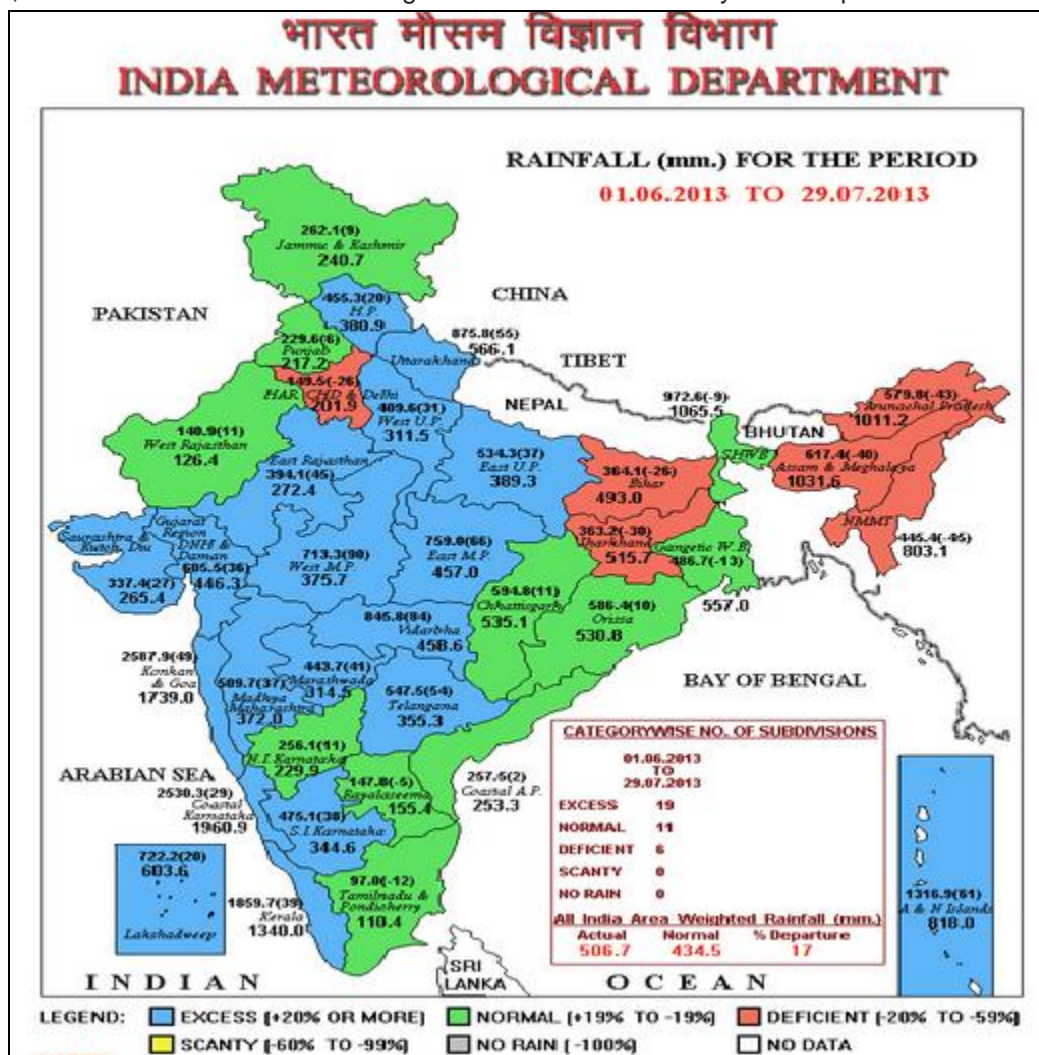 भारत मौसम विज्ञान विभाग
INDIA METEOROLOGICAL DEPARTMENT
RAINFALL (mm.) FOR THE PERIOD
01.06.2013 TO 29.07.2013
262.1(9)
Jammu & Kashmir
240.7
CHINA
PAKISTAN
455.3(20)
H.P.
380.9
875.8(55)
566.1
Uttarakhand
TIBET
229.6(6)
Punjab
217.2
149.5(-26)
HAR. CHD & Delhi
201.9
NEPAL
409.6(31)
West U.P.
311.5
972.6(-9)
1065.5
SHWB
BHUTAN
579.8(-43)
Arunachal Pradesh
1011.2
140.9(11)
West Rajasthan
126.4
534.3(37)
East U.P.
389.3
617.4(-40)
Assam & Meghalaya
1031.6
East Rajasthan
394.1(45)
272.4
364.1(-26)
Bihar
493.0
NMMT
445.4(-45)
803.1
Gujarat
Region
DNH &
Daman
605.5(36)
446.3
Saurashtra &
Kutch, Diu
337.4(27)
265.4
713.3(90)
West M.P.
375.7
759.0(66)
East M.P.
457.0
363.2(-30)
Jharkhand
515.7
Gangetic W.B.
486.7(-13)
557.0
594.8(11)
Chhattisgarh
535.1
586.4(10)
Orissa
530.8
845.8(84)
Vidarbha
458.6
2587.9(49)
Konkan
& Goa
1739.0
509.7(37)
Madhya
Maharashtra
372.0
443.7(41)
Marathwada
314.5
547.5(54)
Telangana
355.3
BAY OF BENGAL
256.1(11)
N.I. Karnataka
229.9
ARABIAN SEA
2530.3(29)
Coastal
Karnataka
1960.9
147.8(-5)
Rayalaseema
155.4
257.5(2)
Coastal A.P.
253.3
475.1(38)
S.I. Karnataka
344.6
722.2(20)
603.6
Lakshadweep
1859.7(39)
Kerala
1340.0
97.0(-12)
Tamilnadu &
Pondicherry
110.4
CATEGORYWISE NO. OF SUBDIVISIONS
01.06.2013
TO
29.07.2013
EXCESS 19
NORMAL 11
DEFICIENT 6
SCANTY 0
NO RAIN 0
All India Area Weighted Rainfall (mm.)
Actual Normal % Departure
506.7 434.5 17
1316.9(61)
A & N Islands
818.0
SRI
LANKA
INDIAN OCEAN
LEGEND: EXCESS (+20% OR MORE) NORMAL (+19% TO -19%) DEFICIENT (-20% TO -59%)
SCANTY (-60% TO -99%) NO RAIN (-100%) NO DATA